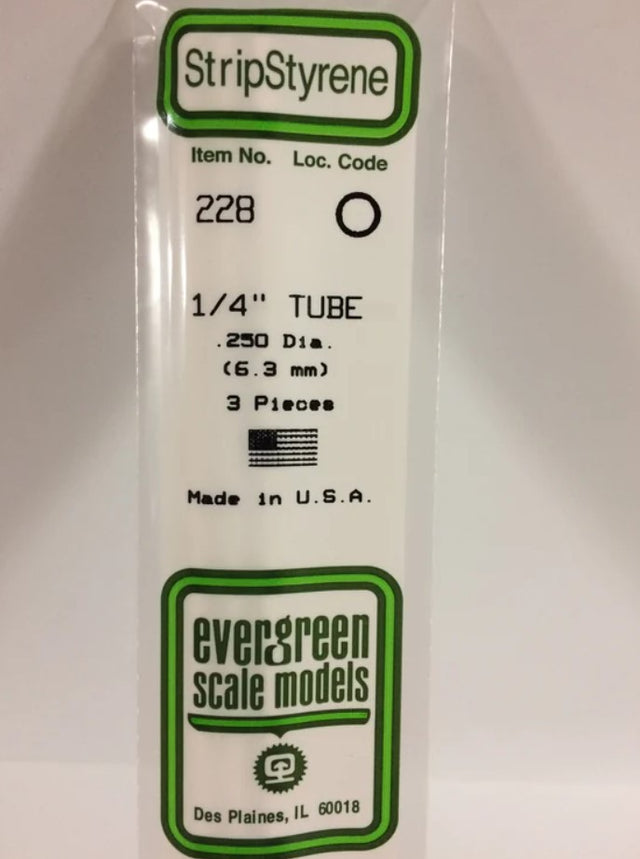 StripStyrene
Item No. Loc. Code
228
1/4" TUBE
.250 Dia.
(6.3 mm)
3 Pieces
Made in U.S.A.
evergreen
scale models
Des Plaines, IL 60018